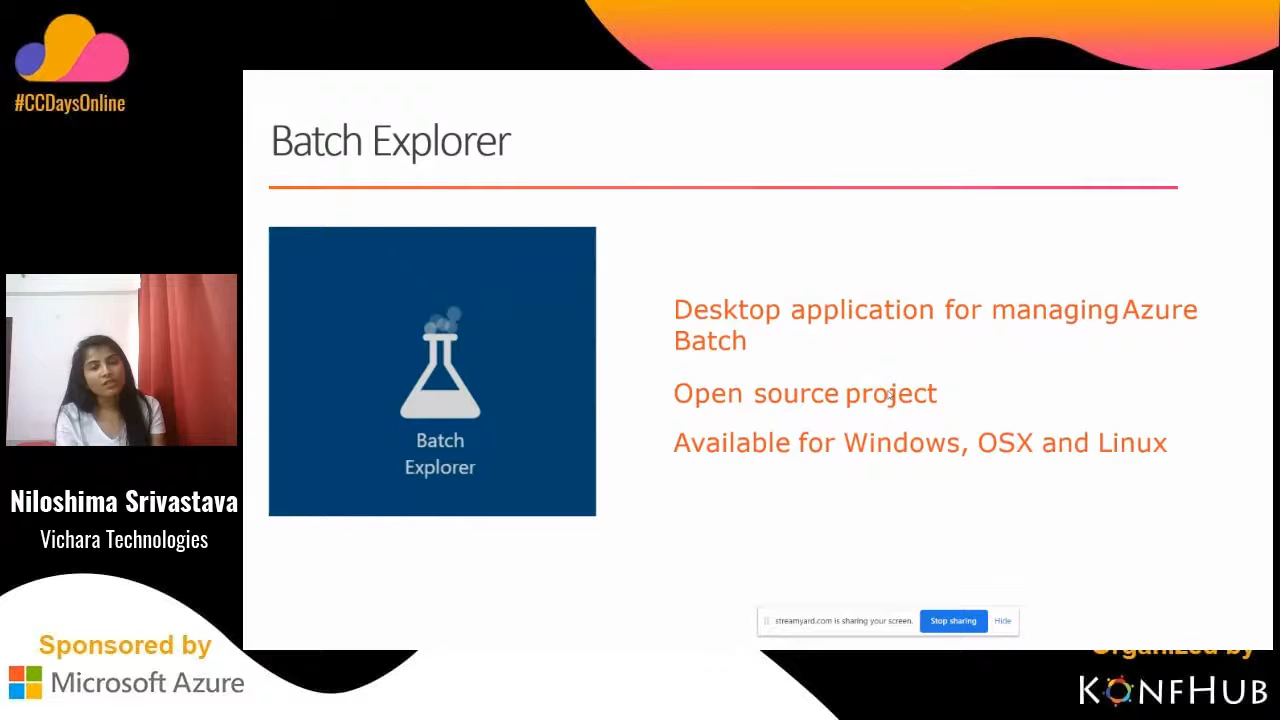 #CCDaysOnline
Batch Explorer
Batch
Explorer
Desktop application for managing Azure
Batch
Open source project
Available for Windows, OSX and Linux
Niloshima Srivastava
Vichara Technologies
streamyard.com is sharing your screen.
Stop sharing
Hide
Sponsored by
Microsoft Azure
Organized by
KONFHUB